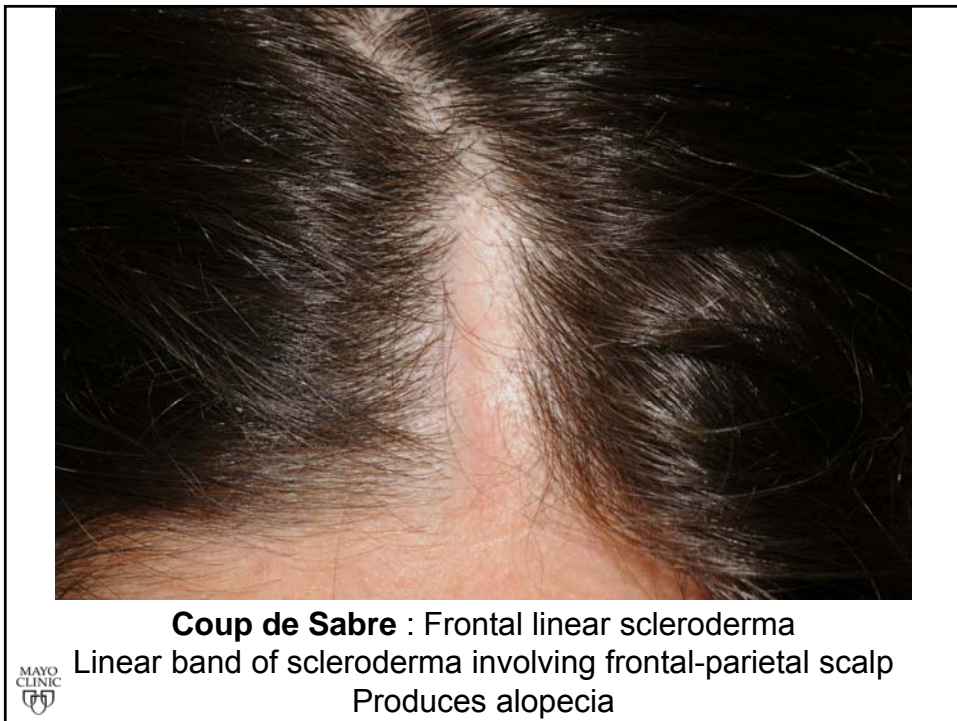 Coup de Sabre : Frontal linear scleroderma
Linear band of scleroderma involving frontal-parietal scalp
Produces alopecia
MAYO
CLINIC